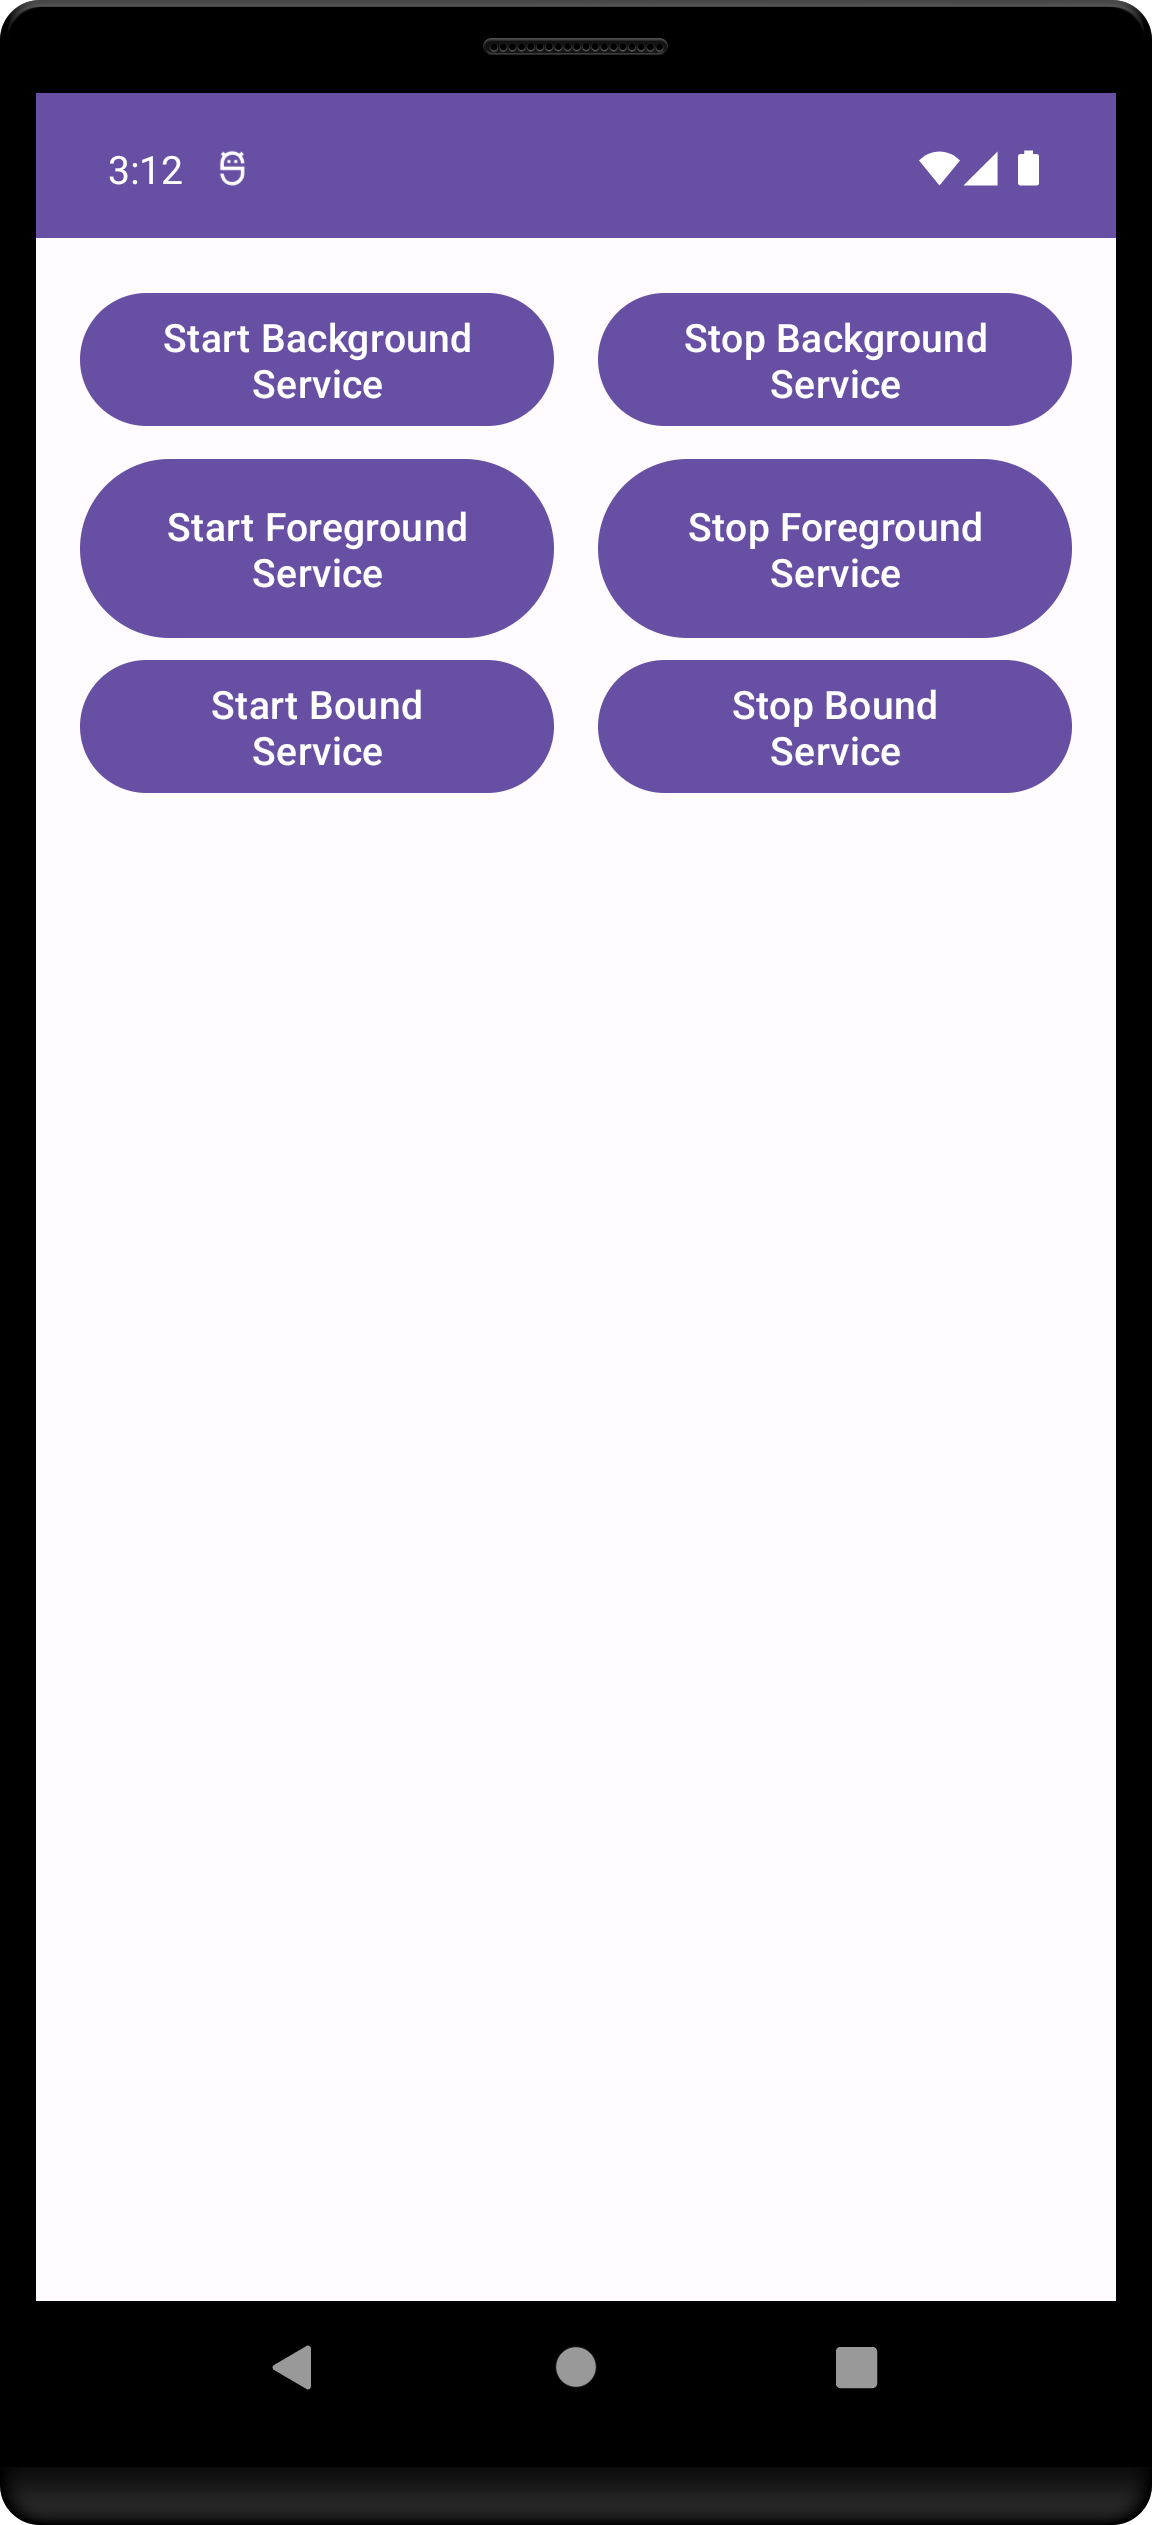 3:12
Start Background
Service
Stop Background
Service
Start Foreground
Service
Stop Foreground
Service
Start Bound
Service
Stop Bound
Service